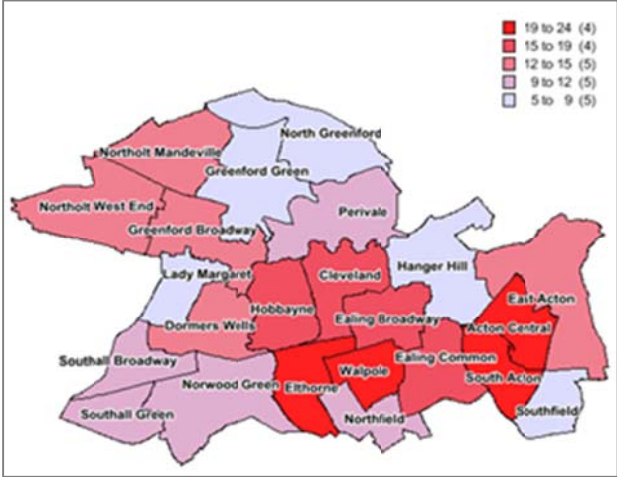 19 to 24 (4)
15 to 19 (4)
12 to 15 (5)
9 to 12 (5)
5 to 9 (5)
North Greenford
Northolt Mandeville
Greenford Green
Northolt West End
Perivale
Greenford Broadway
Lady Margaret
Cleveland
Hanger Hill
East Acton
Hobbayne
Dormers Wells
Ealing Broadway
Acton Central
Southall Broadway
Ealing Common
Walpole
South Acton
Norwood Green
Elthorne
Southall Green
Northfield
Southfield